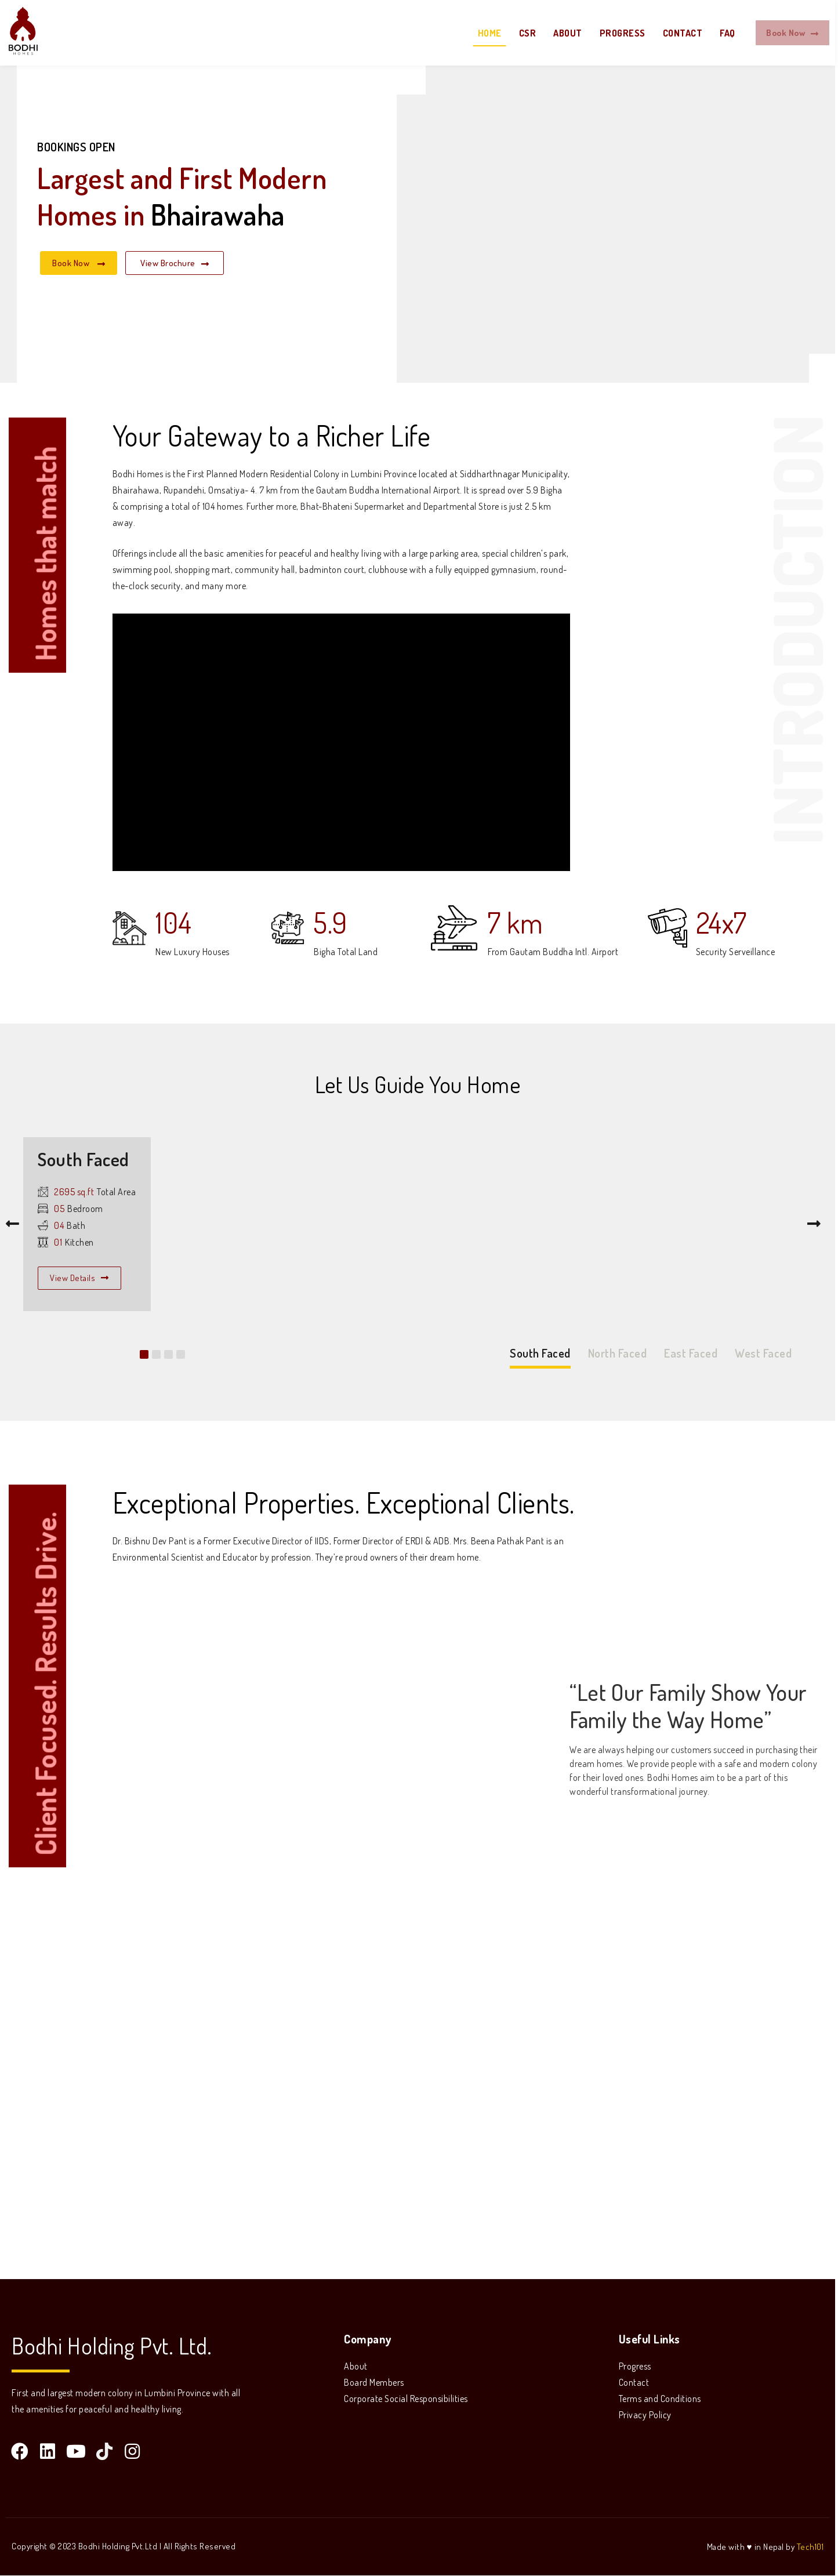 BODHI
HOMES
HOME CSR ABOUT PROGRESS CONTACT FAQ Book Now
BOOKINGS OPEN
Largest and First Modern
Homes in Bhairawaha
Book Now View Brochure
Homes that match
INTRODUCTION
Your Gateway to a Richer Life
Bodhi Homes is the First Planned Modern Residential Colony in Lumbini Province located at Siddharthnagar Municipality,
Bhairahawa, Rupandehi, Omsatiya- 4. 7 km from the Gautam Buddha International Airport. It is spread over 5.9 Bigha
& comprising a total of 104 homes. Further more, Bhat-Bhateni Supermarket and Departmental Store is just 2.5 km
away.
Offerings include all the basic amenities for peaceful and healthy living with a large parking area, special children's park,
swimming pool, shopping mart, community hall, badminton court, clubhouse with a fully equipped gymnasium, round-
the-clock security, and many more.
104
New Luxury Houses
5.9
Bigha Total Land
7 km
From Gautam Buddha Intl. Airport
24x7
Security Serveillance
Let Us Guide You Home
South Faced
2695 sq.ft Total Area
05 Bedroom
04 Bath
01 Kitchen
View Details
South Faced North Faced East Faced West Faced
Client Focused. Results Drive.
Exceptional Properties. Exceptional Clients.
Dr. Bishnu Dev Pant is a Former Executive Director of IIDS, Former Director of ERDI & ADB. Mrs. Beena Pathak Pant is an
Environmental Scientist and Educator by profession. They're proud owners of their dream home.
“Let Our Family Show Your
Family the Way Home”
We are always helping our customers succeed in purchasing their
dream homes. We provide people with a safe and modern colony
for their loved ones. Bodhi Homes aim to be a part of this
wonderful transformational journey.
Bodhi Holding Pvt. Ltd.
First and largest modern colony in Lumbini Province with all
the amenities for peaceful and healthy living.
Company
About
Board Members
Corporate Social Responsibilities
Useful Links
Progress
Contact
Terms and Conditions
Privacy Policy
Copyright © 2023 Bodhi Holding Pvt.Ltd | All Rights Reserved
Made with ♥ in Nepal by Tech101